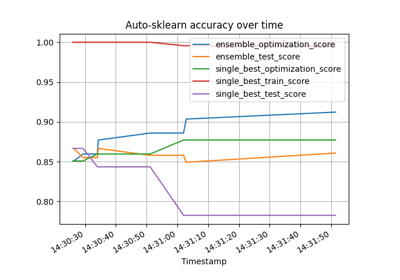 Auto-sklearn accuracy over time
ensemble_optimization_score
ensemble_test_score
single_best_optimization_score
single_best_train_score
single_best_test_score
1.00
0.95
0.90
0.85
0.80
14:30:30
14:30:40
14:30:50
14:31:00
14:31:10
14:31:20
14:31:30
14:31:40
14:31:50
Timestamp